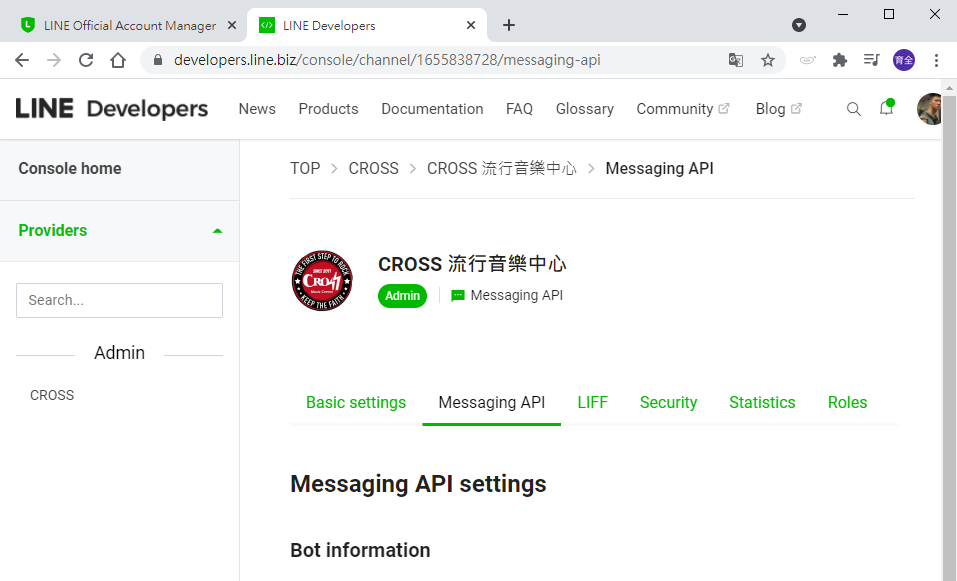 LINE Official Account Manager
LINE Developers
developers.line.biz/console/channel/1655838728/messaging-api
育全
LINE Developers News Products Documentation FAQ Glossary Community Blog
Console home
TOP > CROSS > CROSS 流行音樂中心 > Messaging API
Providers
Search...
Admin
CROSS
THE FIRST STEP TO ROCK
SINCE 2011
CRO
Music Center
KEEP THE FAITH
CROSS 流行音樂中心
Admin Messaging API
Basic settings Messaging API LIFF Security Statistics Roles
Messaging API settings
Bot information